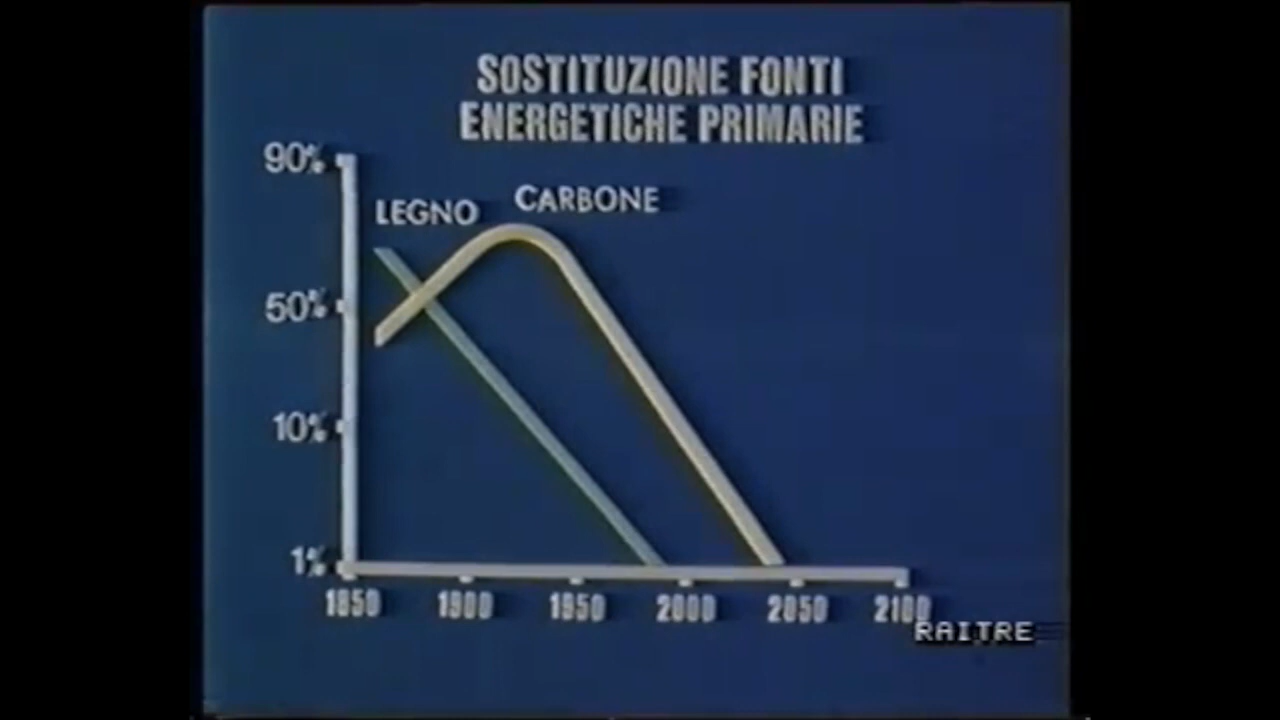 SOSTITUZIONE FONTI
ENERGETICHE PRIMARIE
90%
LEGNO
CARBONE
50%
10%
1%
1850 1900 1950 2000 2050 2100
RAITRE